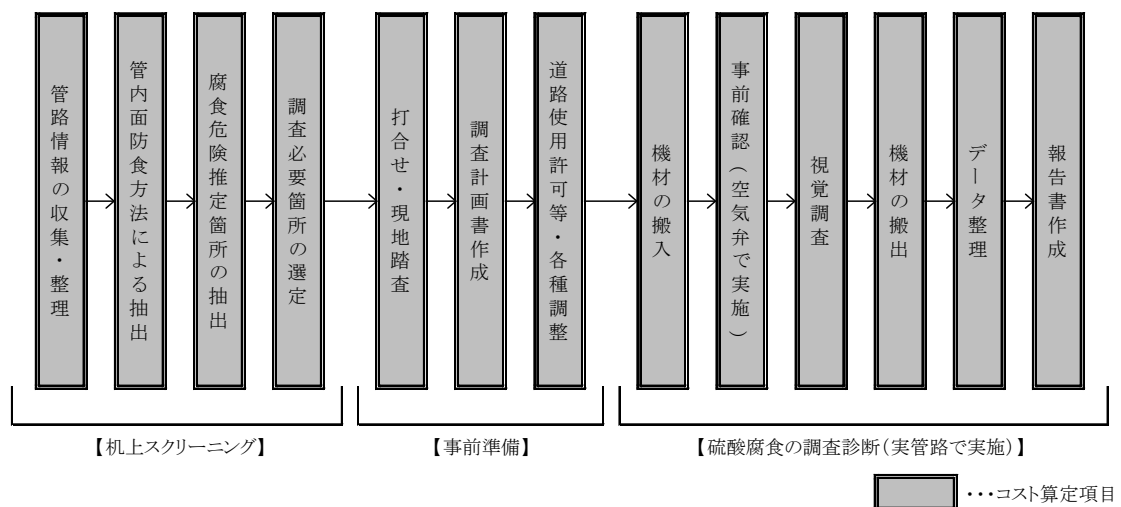 管路情報の収集・整理
管内面防食方法による抽出
腐食危険推定箇所の抽出
調査必要箇所の選定
打合せ・現地踏査
調査計画書作成
道路使用許可等・各種調整
機材の搬入
事前確認(空気弁で実施)
視覚調査
機材の搬出
データ整理
報告書作成
【机上スクリーニング】
【事前準備】
【硫酸腐食の調査診断(実管路で実施)】
・・・コスト算定項目